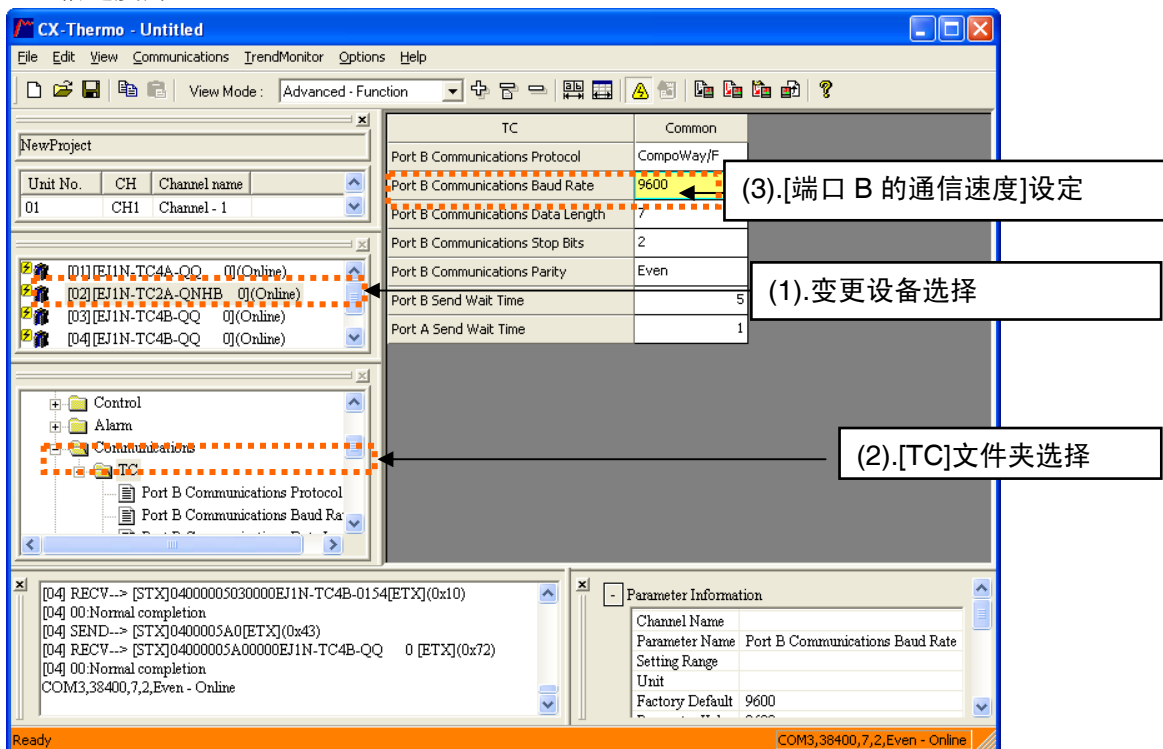 CX-Thermo - Untitled
File Edit View Communications TrendMonitor Options Help
View Mode : Advanced - Function
NewProject
Unit No. CH Channel name
01 CH1 Channel - 1
[01][EJ1N-TC4A-QQ 0](Online)
[02][EJ1N-TC2A-QNHB 0](Online)
[03][EJ1N-TC4B-QQ 0](Online)
[04][EJ1N-TC4B-QQ 0](Online)
Control
Alarm
Communications
TC
Port B Communications Protocol
Port B Communications Baud Ra
TC Common
Port B Communications Protocol CompoWay/F
Port B Communications Baud Rate 9600
Port B Communications Data Length 7
Port B Communications Stop Bits 2
Port B Communications Parity Even
Port B Send Wait Time 5
Port A Send Wait Time 1
(3).[端口 B 的通信速度]设定
(1).变更设备选择
(2).[TC]文件夹选择
[04] RECV--> [STX]04000005030000EJ1N-TC4B-0154[ETX](0x10)
[04] 00:Normal completion
[04] SEND--> [STX]0400005A0[ETX](0x43)
[04] RECV--> [STX]04000005A00000EJ1N-TC4B-QQ 0 [ETX](0x72)
[04] 00:Normal completion
COM3,38400,7,2,Even - Online
Parameter Information
Channel Name
Parameter Name Port B Communications Baud Rate
Setting Range
Unit
Factory Default 9600
Ready
COM3,38400,7,2,Even - Online